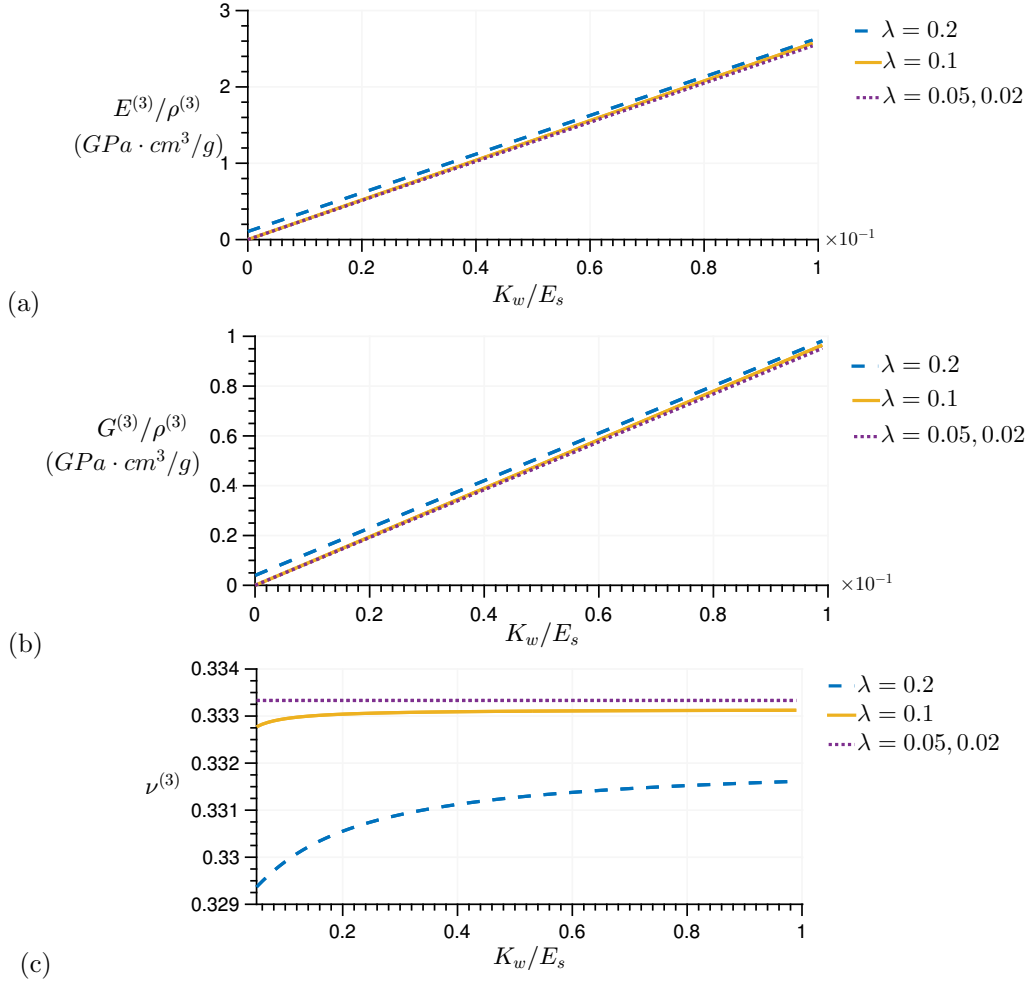 3
2
1
0
E^{(3)}/ρ^{(3)}
(GPa · cm^3/g)
0 0.2 0.4 0.6 0.8 1
×10^{-1}
K_w/E_s
λ = 0.2
λ = 0.1
λ = 0.05, 0.02
(a)
1
0.8
0.6
0.4
0.2
0
G^{(3)}/ρ^{(3)}
(GPa · cm^3/g)
0 0.2 0.4 0.6 0.8 1
×10^{-1}
K_w/E_s
λ = 0.2
λ = 0.1
λ = 0.05, 0.02
(b)
0.334
0.333
0.332
0.331
0.33
0.329
ν^{(3)}
0.2 0.4 0.6 0.8 1
K_w/E_s
λ = 0.2
λ = 0.1
λ = 0.05, 0.02
(c)